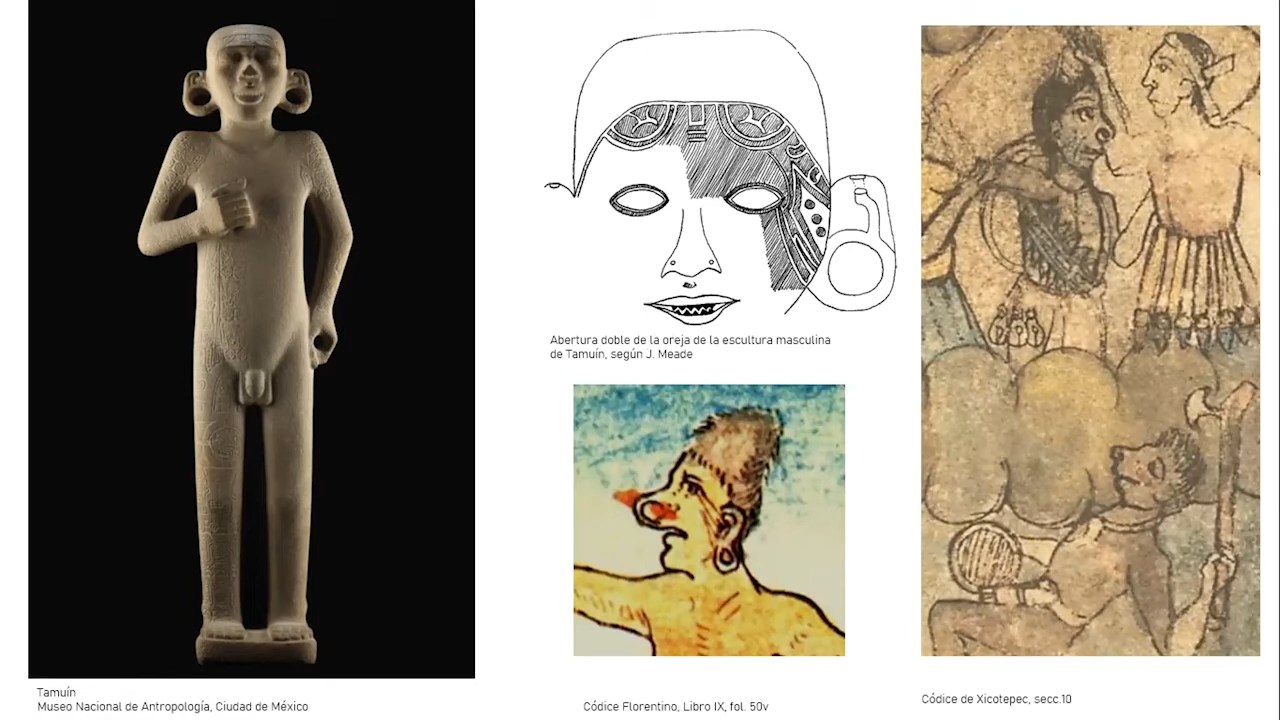 Abertura doble de la oreja de la escultura masculina
de Tamuín, según J. Meade
Tamuín
Museo Nacional de Antropología, Ciudad de México
Códice Florentino, Libro IX, fol. 50v
Códice de Xicotepec, secc.10